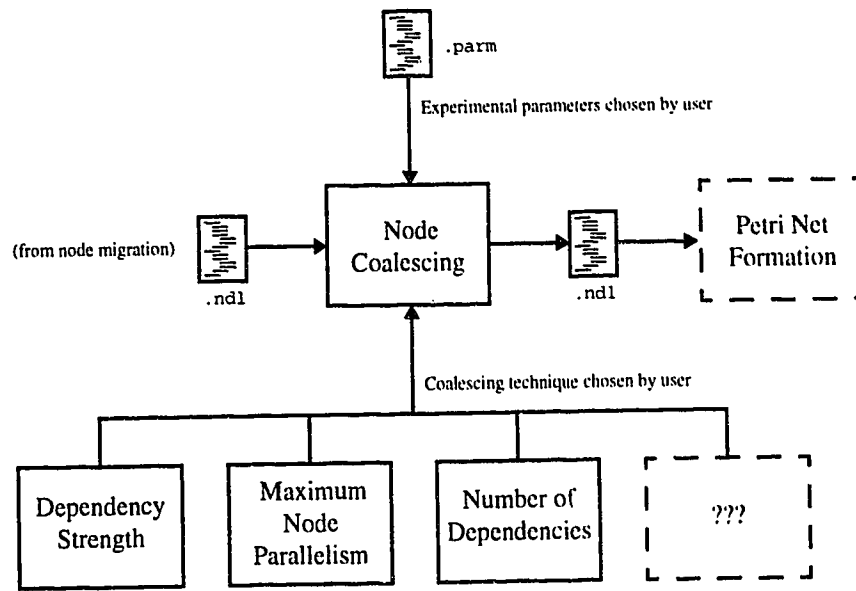 .parm
Experimental parameters chosen by user
(from node migration)
.ndl
Node
Coalescing
.ndl
Petri Net
Formation
Coalescing technique chosen by user
Dependency
Strength
Maximum
Node
Parallelism
Number of
Dependencies
???